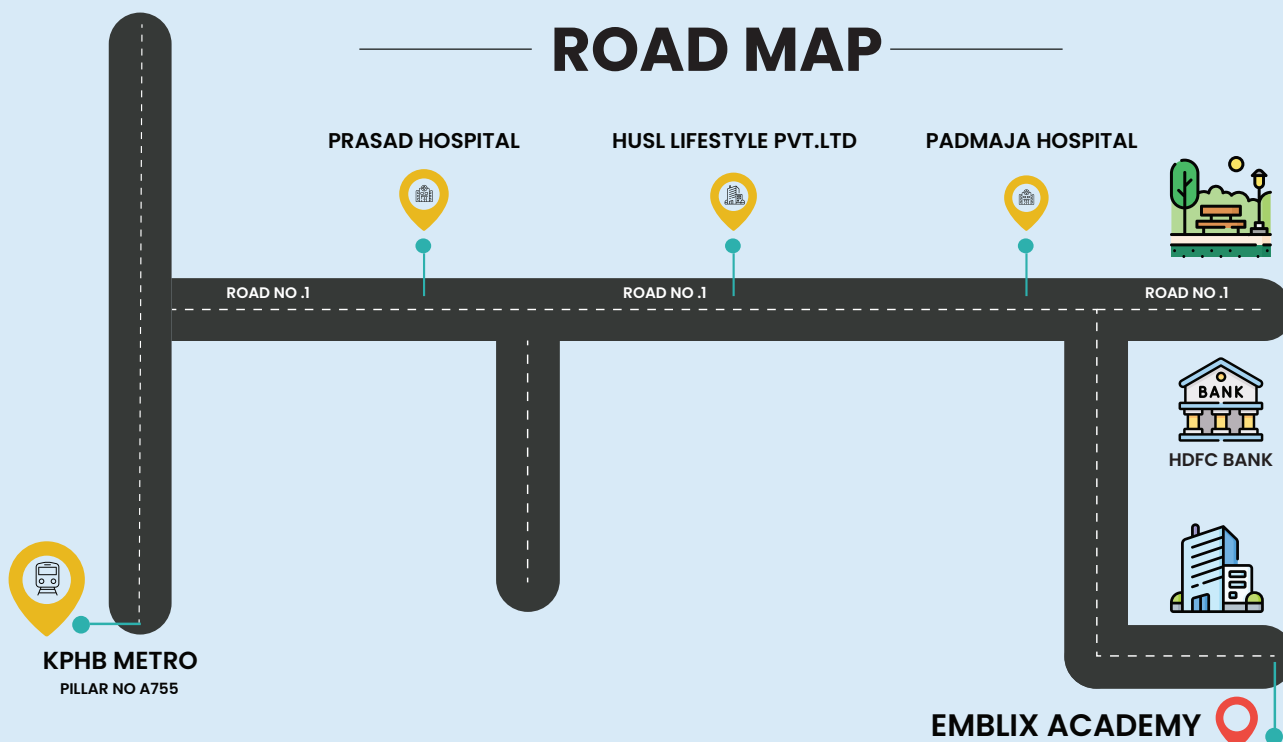 ROAD MAP
PRASAD HOSPITAL
HUSL LIFESTYLE PVT.LTD
PADMAJA HOSPITAL
ROAD NO .1
ROAD NO .1
ROAD NO .1
BANK
HDFC BANK
KPHB METRO
PILLAR NO A755
EMBLIX ACADEMY